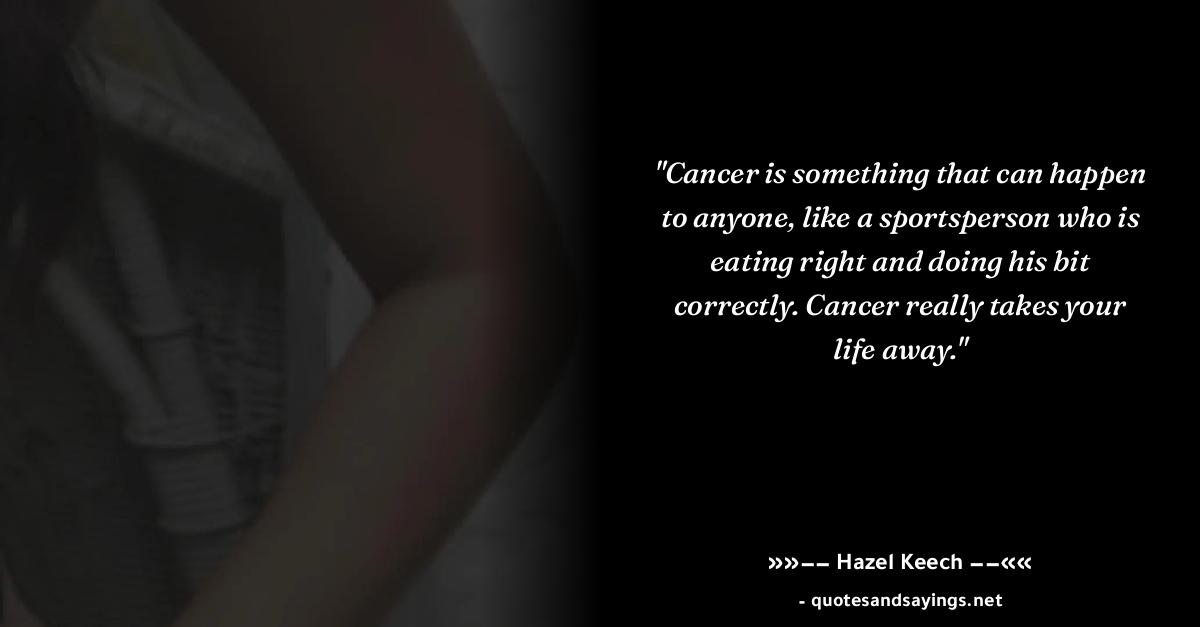 "Cancer is something that can happen
to anyone, like a sportsperson who is
eating right and doing his bit
correctly. Cancer really takes your
life away."
»»−− Hazel Keech −−««
- quotesandsayings.net